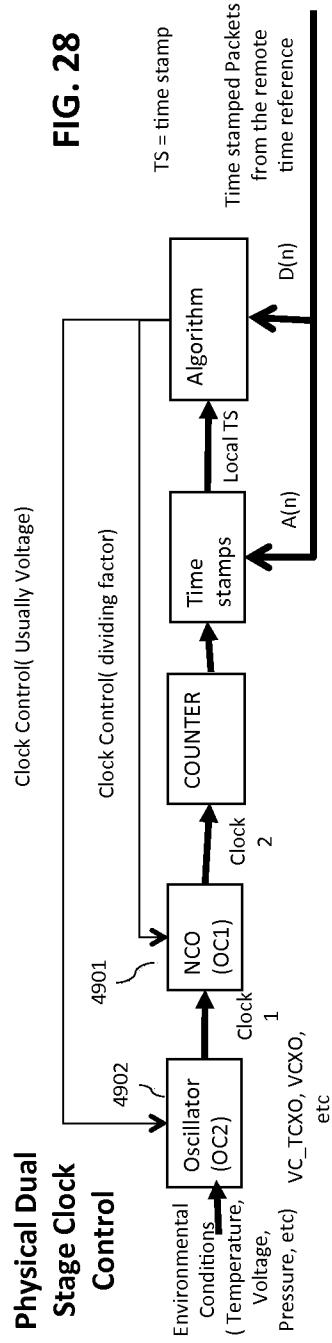 Physical Dual
Stage Clock
Control
FIG. 28
Clock Control( Usually Voltage)
Clock Control( dividing factor)
TS = time stamp
4902
4901
Environmental
Conditions
( Temperature,
Voltage,
Pressure, etc)
Oscillator
(OC2)
VC_TCXO, VCXO,
etc
Clock
1
NCO
(OC1)
Clock
2
COUNTER
Time
stamps
Local TS
Algorithm
A(n)
D(n)
Time stamped Packets
from the remote
time reference